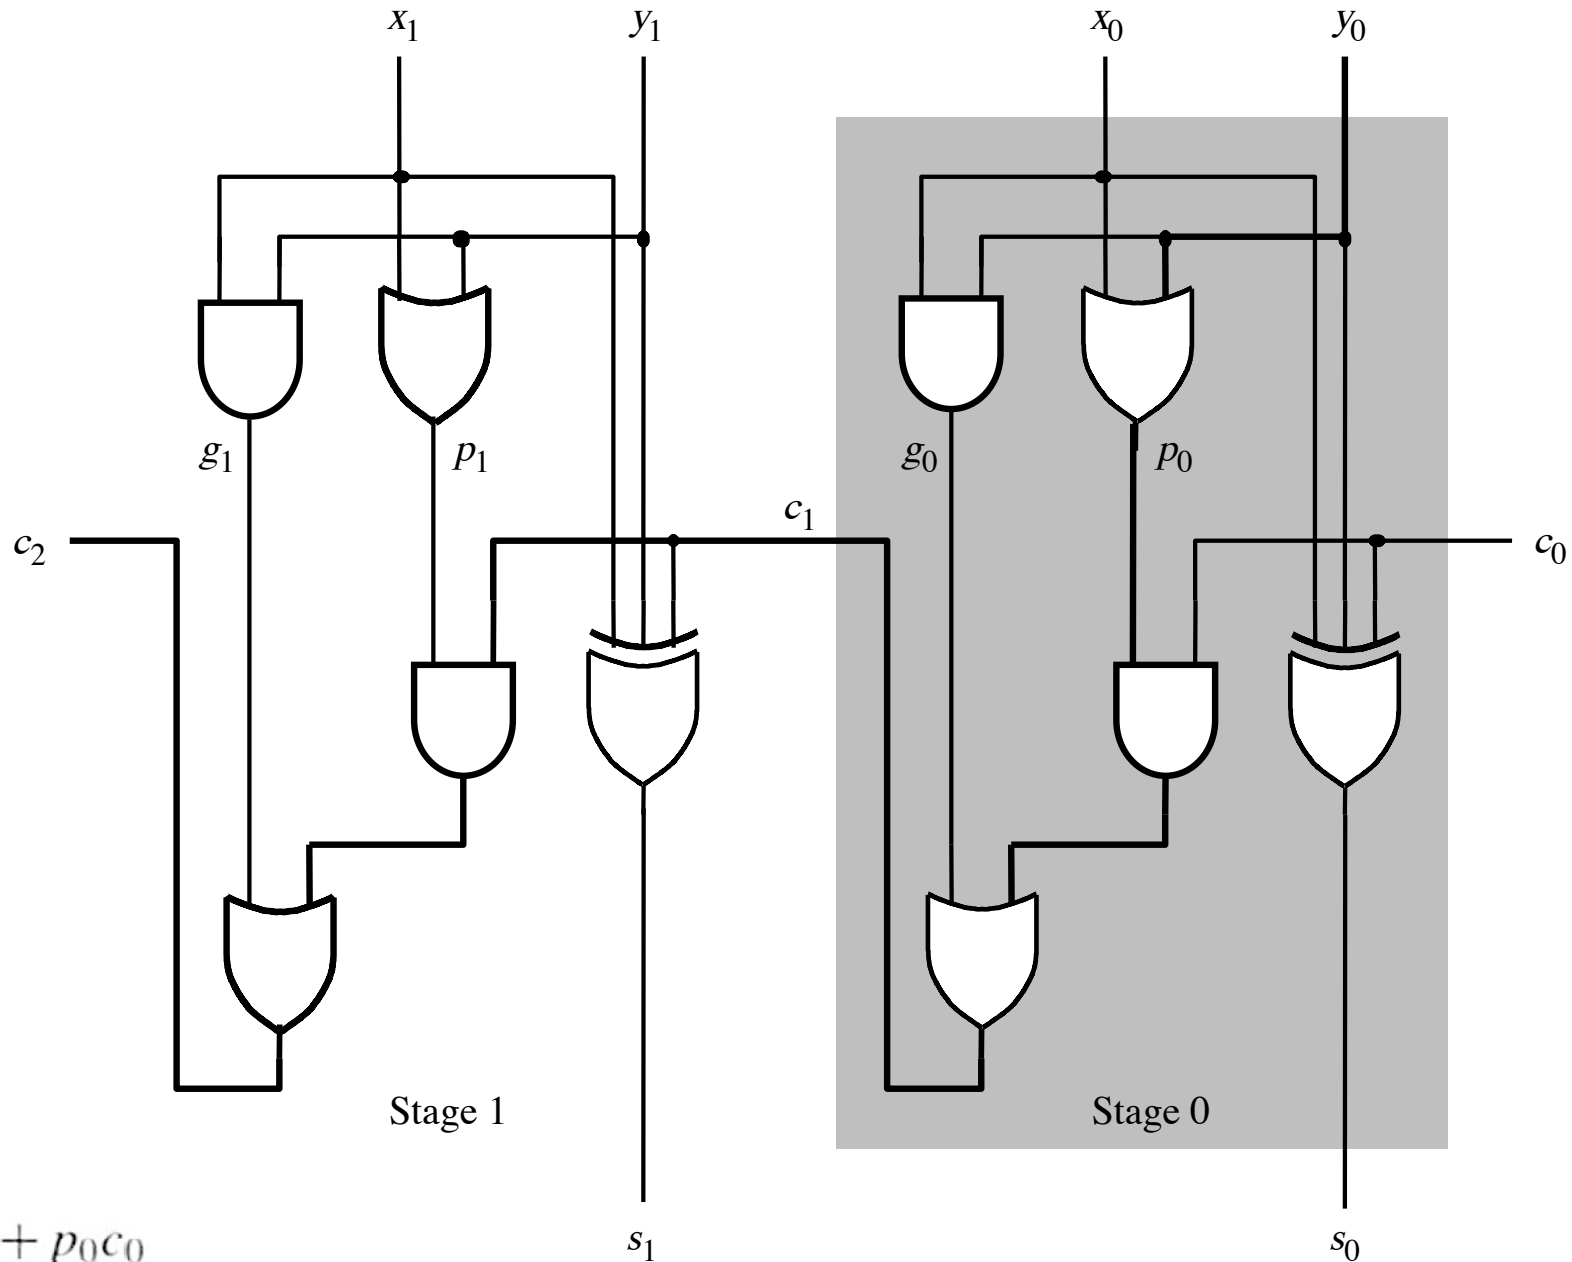 x₁ y₁ x₀ y₀
g₁ p₁ g₀ p₀
c₁
c₂ c₀
Stage 1 Stage 0
+ p₀c₀ s₁ s₀